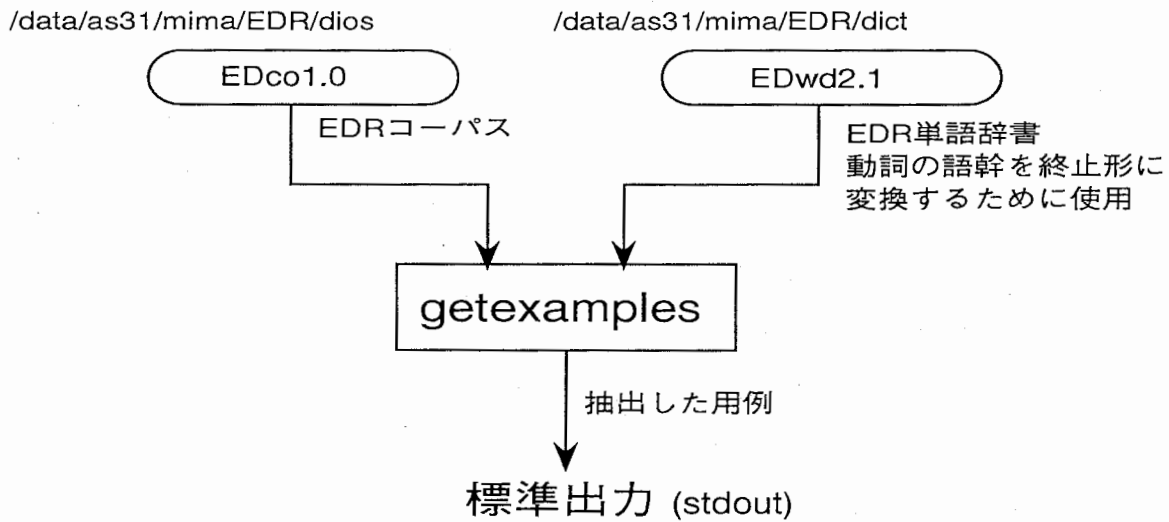 /data/as31/mima/EDR/dios
/data/as31/mima/EDR/dict
EDco1.0
EDwd2.1
EDRコーパス
EDR単語辞書
動詞の語幹を終止形に
変換するために使用
getexamples
抽出した用例
標準出力 (stdout)